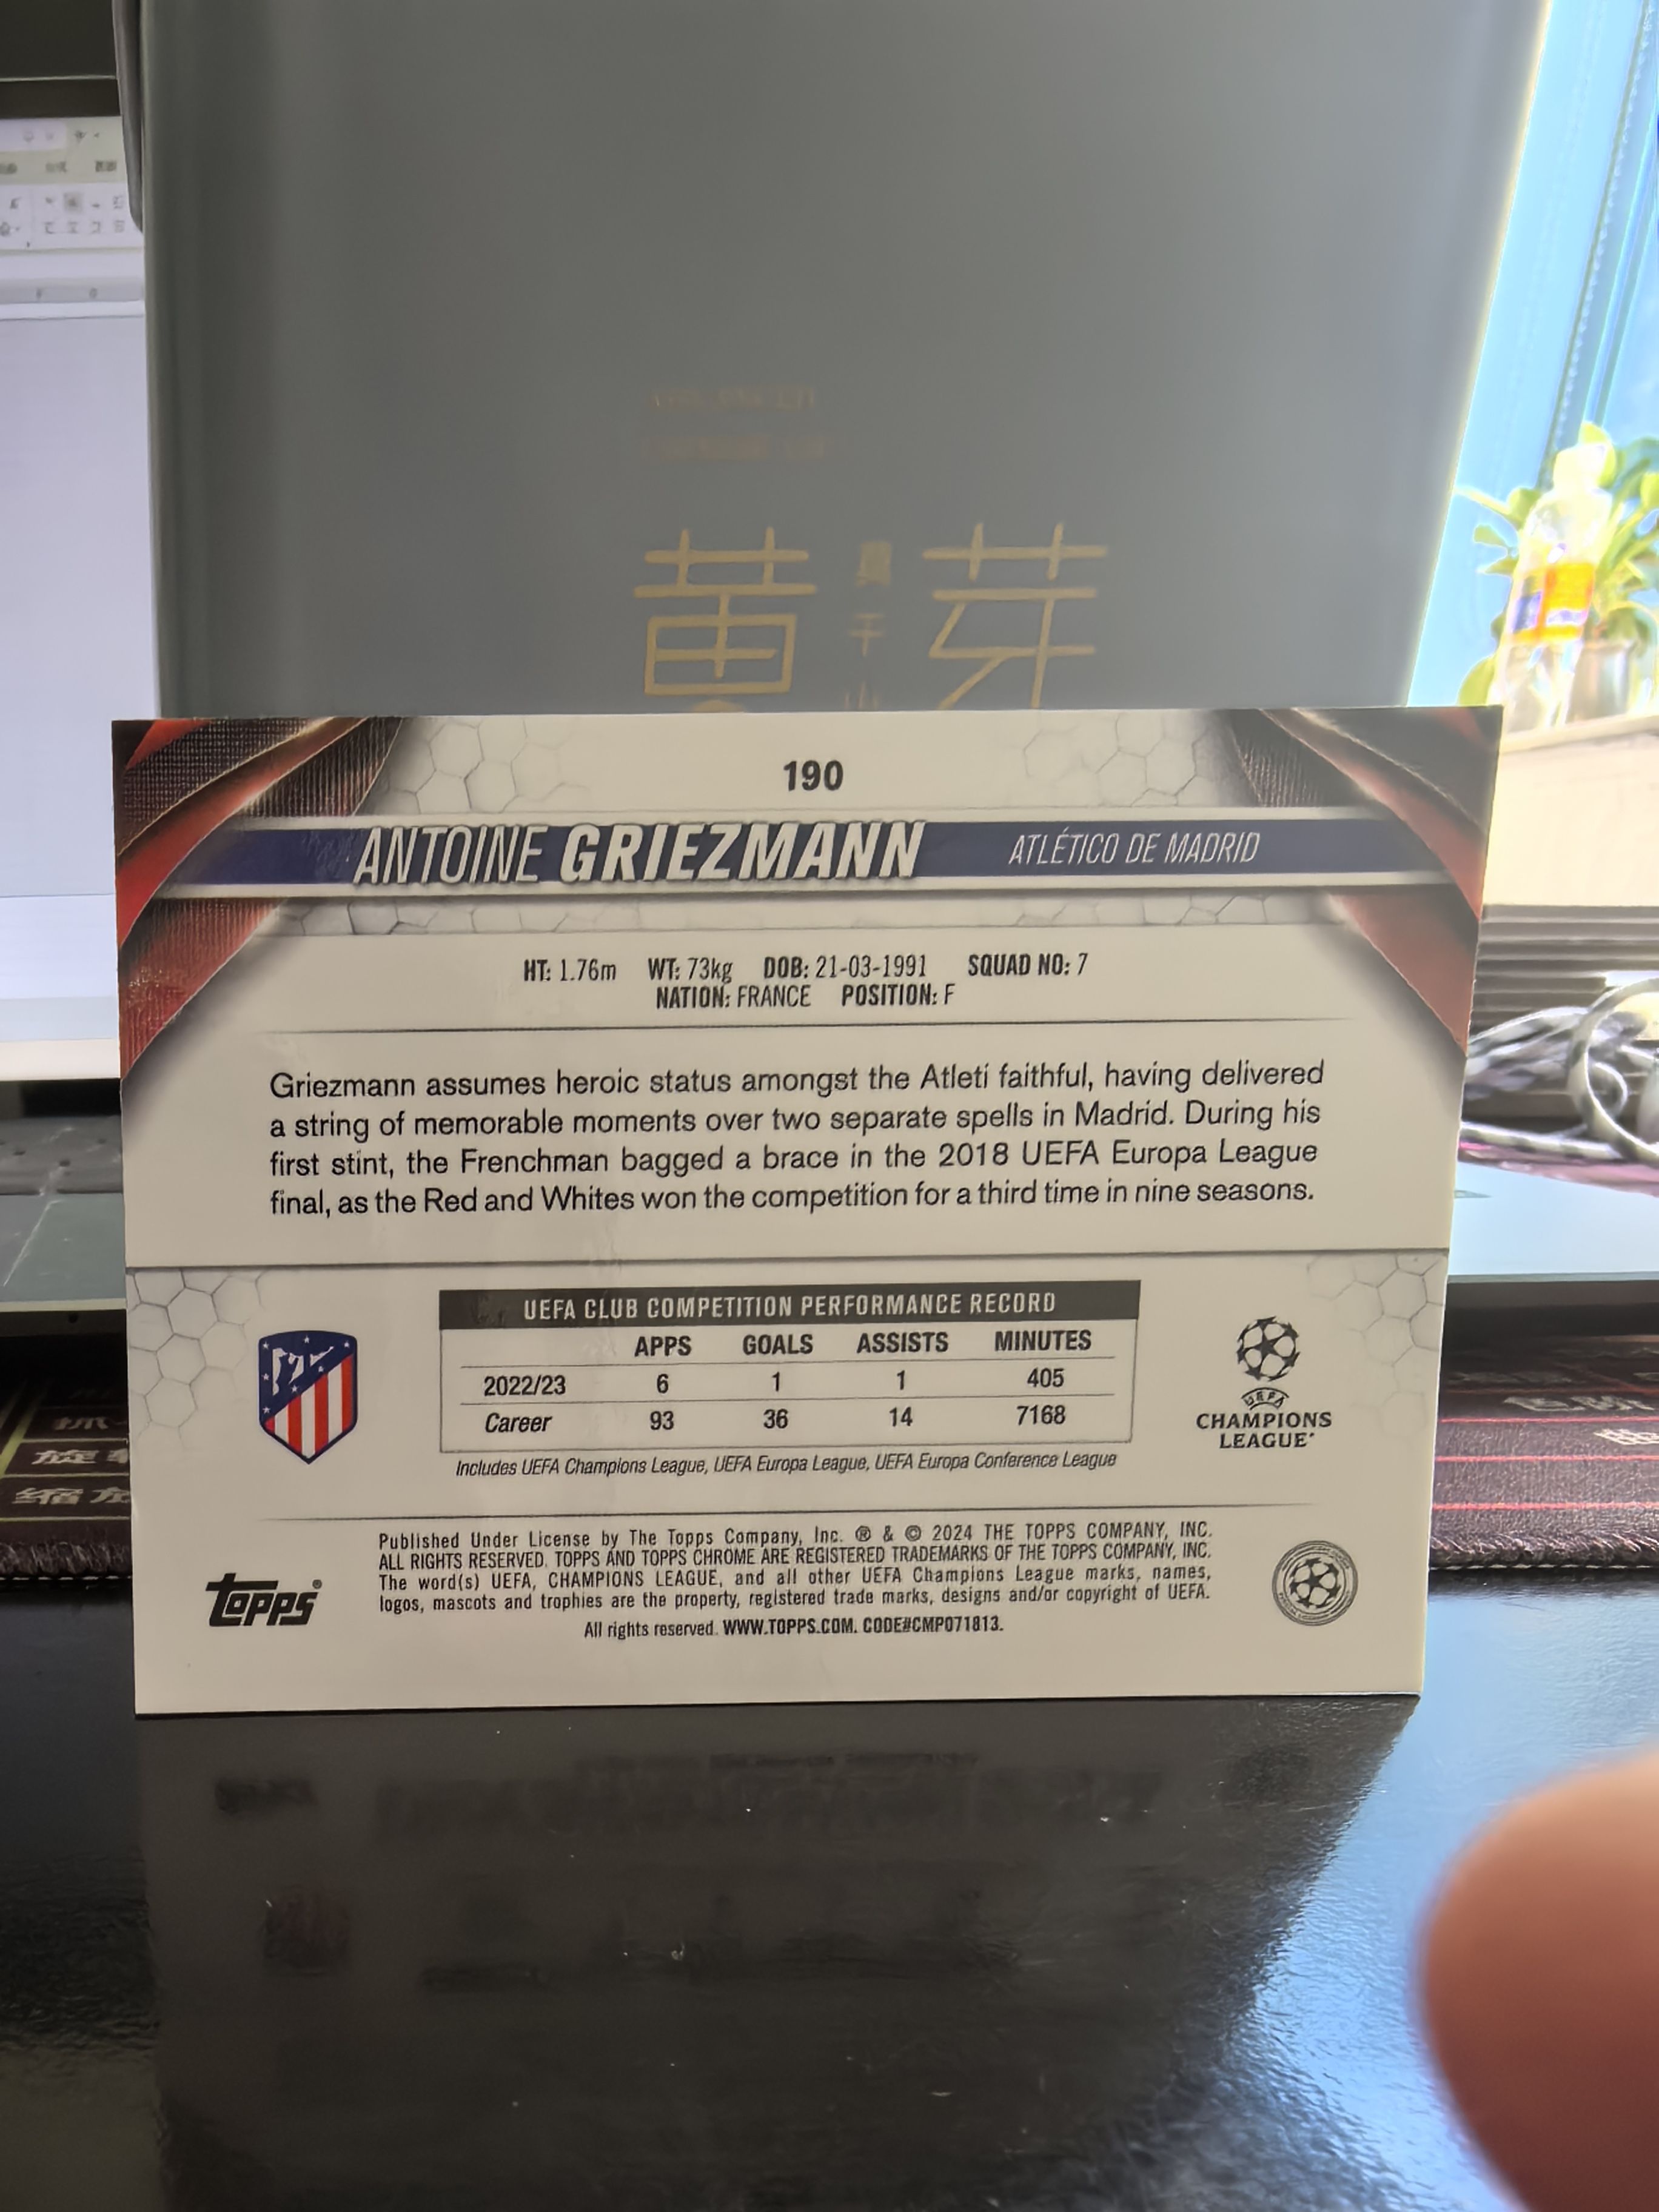 黄 芽
190
ANTOINE GRIEZMANN ATLÉTICO DE MADRID
HT: 1.76m WT: 73kg DOB: 21-03-1991 SQUAD NO: 7
NATION: FRANCE POSITION: F
Griezmann assumes heroic status amongst the Atleti faithful, having delivered
a string of memorable moments over two separate spells in Madrid. During his
first stint, the Frenchman bagged a brace in the 2018 UEFA Europa League
final, as the Red and Whites won the competition for a third time in nine seasons.
UEFA CLUB COMPETITION PERFORMANCE RECORD
APPS GOALS ASSISTS MINUTES
2022/23 6 1 1 405
Career 93 36 14 7168
Includes UEFA Champions League, UEFA Europa League, UEFA Europa Conference League
UEFA
CHAMPIONS
LEAGUE
Published Under License by The Topps Company, Inc. ® & © 2024 THE TOPPS COMPANY, INC.
ALL RIGHTS RESERVED. TOPPS AND TOPPS CHROME ARE REGISTERED TRADEMARKS OF THE TOPPS COMPANY, INC.
The word(s) UEFA, CHAMPIONS LEAGUE, and all other UEFA Champions League marks, names,
logos, mascots and trophies are the property, registered trade marks, designs and/or copyright of UEFA.
All rights reserved. WWW.TOPPS.COM. CODE#CMP071813.
Topps®